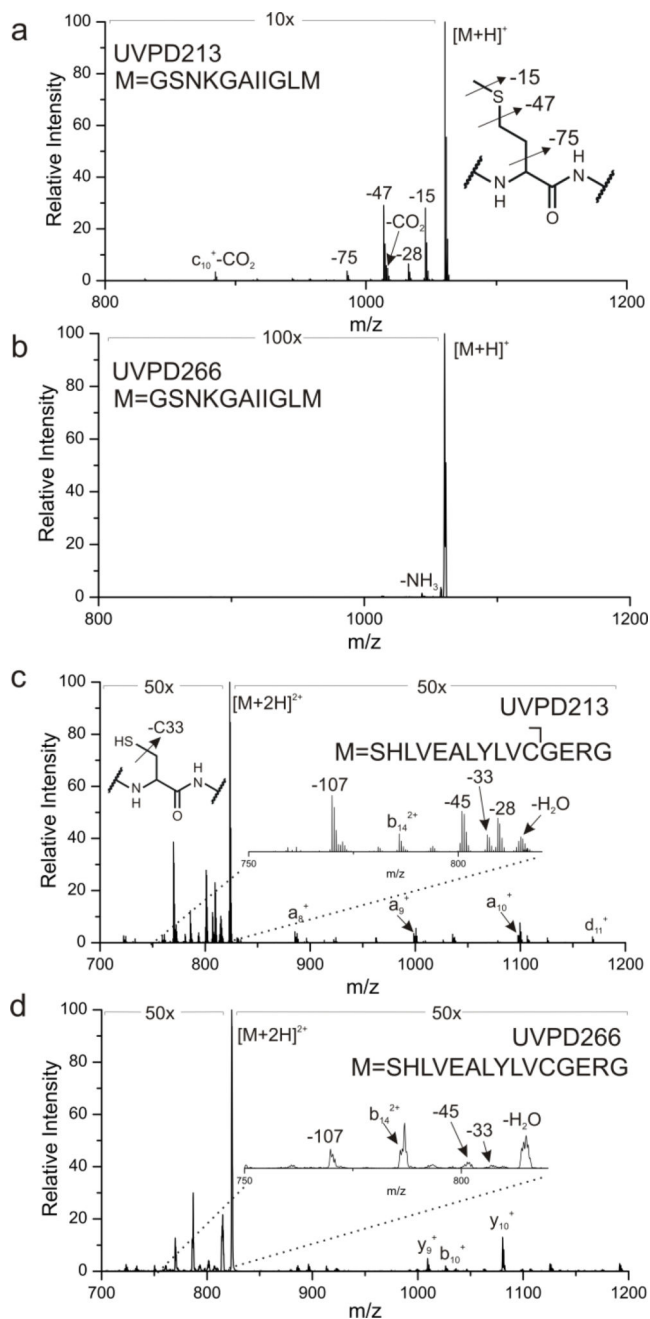 a
10x
[M+H]⁺
UVPD213
M=GSNKGAIIGLM
-15
S
-47
-75
H
N
N
H
O
-47
-15
-CO₂
-75
-28
c₁₀⁺-CO₂
Relative Intensity
100
80
60
40
20
0
800
1000
1200
m/z
b
100x
[M+H]⁺
UVPD266
M=GSNKGAIIGLM
-NH₃
Relative Intensity
100
80
60
40
20
0
800
1000
1200
m/z
c
50x
50x
[M+2H]²⁺
UVPD213
M=SHLVEALYLVCGERG
-C33
HS
H
N
N
H
O
-107
b₁₄²⁺
-45
-33
-28
-H₂O
750
800
m/z
a₈⁺
a₉⁺
a₁₀⁺
d₁₁⁺
Relative Intensity
100
80
60
40
20
0
700
800
900
1000
1100
1200
m/z
d
50x
50x
[M+2H]²⁺
UVPD266
M=SHLVEALYLVCGERG
-107
b₁₄²⁺
-45
-33
-H₂O
750
800
m/z
y₉⁺
b₁₀⁺
y₁₀⁺
Relative Intensity
100
80
60
40
20
0
700
800
900
1000
1100
1200
m/z